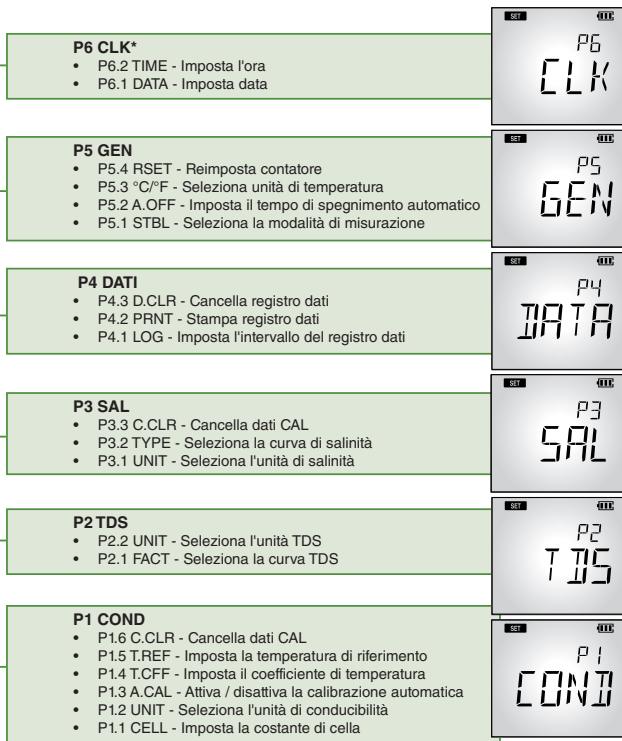 P6 CLK*
• P6.2 TIME - Imposta l'ora
• P6.1 DATA - Imposta data
SET
P6
CLK
P5 GEN
• P5.4 RSET - Reimposta contatore
• P5.3 °C/°F - Seleziona unità di temperatura
• P5.2 A.OFF - Imposta il tempo di spegnimento automatico
• P5.1 STBL - Seleziona la modalità di misurazione
SET
P5
GEN
P4 DATI
• P4.3 D.CLR - Cancella registro dati
• P4.2 PRNT - Stampa registro dati
• P4.1 LOG - Imposta l'intervallo del registro dati
SET
P4
DATA
P3 SAL
• P3.3 C.CLR - Cancella dati CAL
• P3.2 TYPE - Seleziona la curva di salinità
• P3.1 UNIT - Seleziona l'unità di salinità
SET
P3
SAL
P2 TDS
• P2.2 UNIT - Seleziona l'unità TDS
• P2.1 FACT - Seleziona la curva TDS
SET
P2
TDS
P1 COND
• P1.6 C.CLR - Cancella dati CAL
• P1.5 T.REF - Imposta la temperatura di riferimento
• P1.4 T.CFF - Imposta il coefficiente di temperatura
• P1.3 A.CAL - Attiva / disattiva la calibrazione automatica
• P1.2 UNIT - Seleziona l'unità di conducibilità
• P1.1 CELL - Imposta la costante di cella
SET
P1
COND